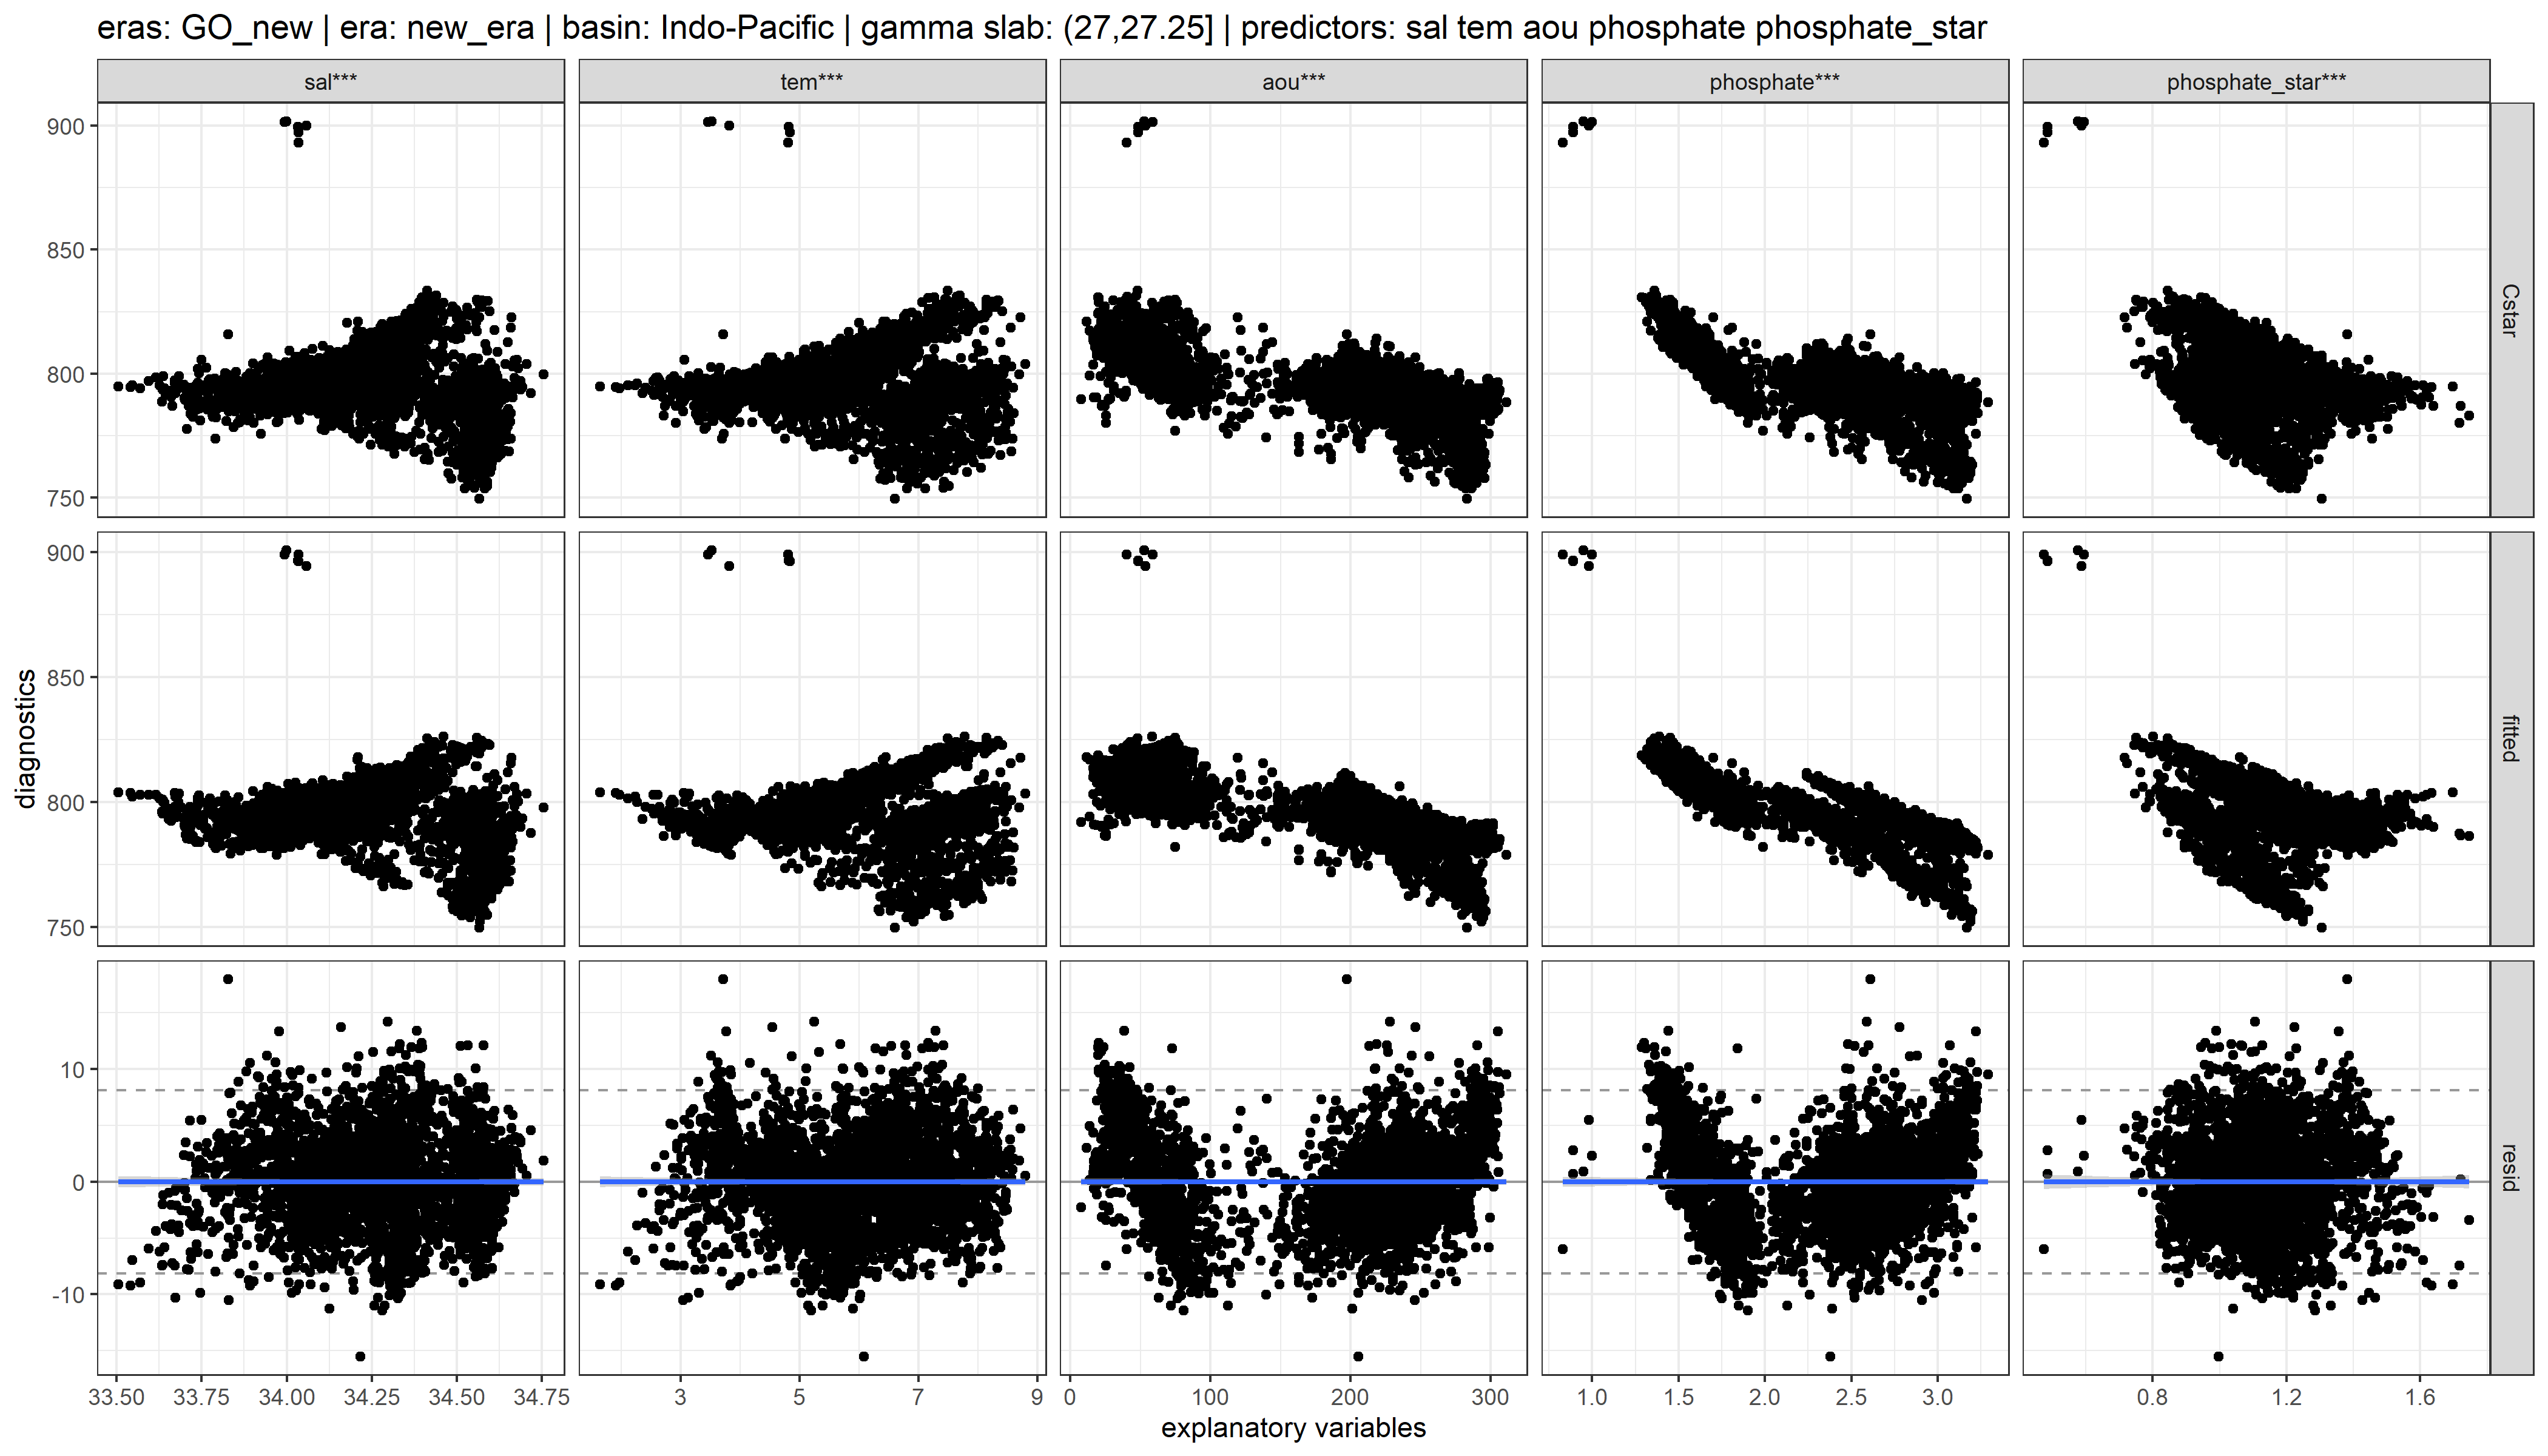 eras: GO_new | era: new_era | basin: Indo-Pacific | gamma slab: (27,27.25] | predictors: sal tem aou phosphate phosphate_star
sal*** tem*** aou*** phosphate*** phosphate_star***
900
850
800
750
Cstar
900
850
800
750
fitted
diagnostics
10
0
-10
resid
33.50 33.75 34.00 34.25 34.50 34.75 3 5 7 9 0 100 200 300 1.0 1.5 2.0 2.5 3.0 0.8 1.2 1.6
explanatory variables